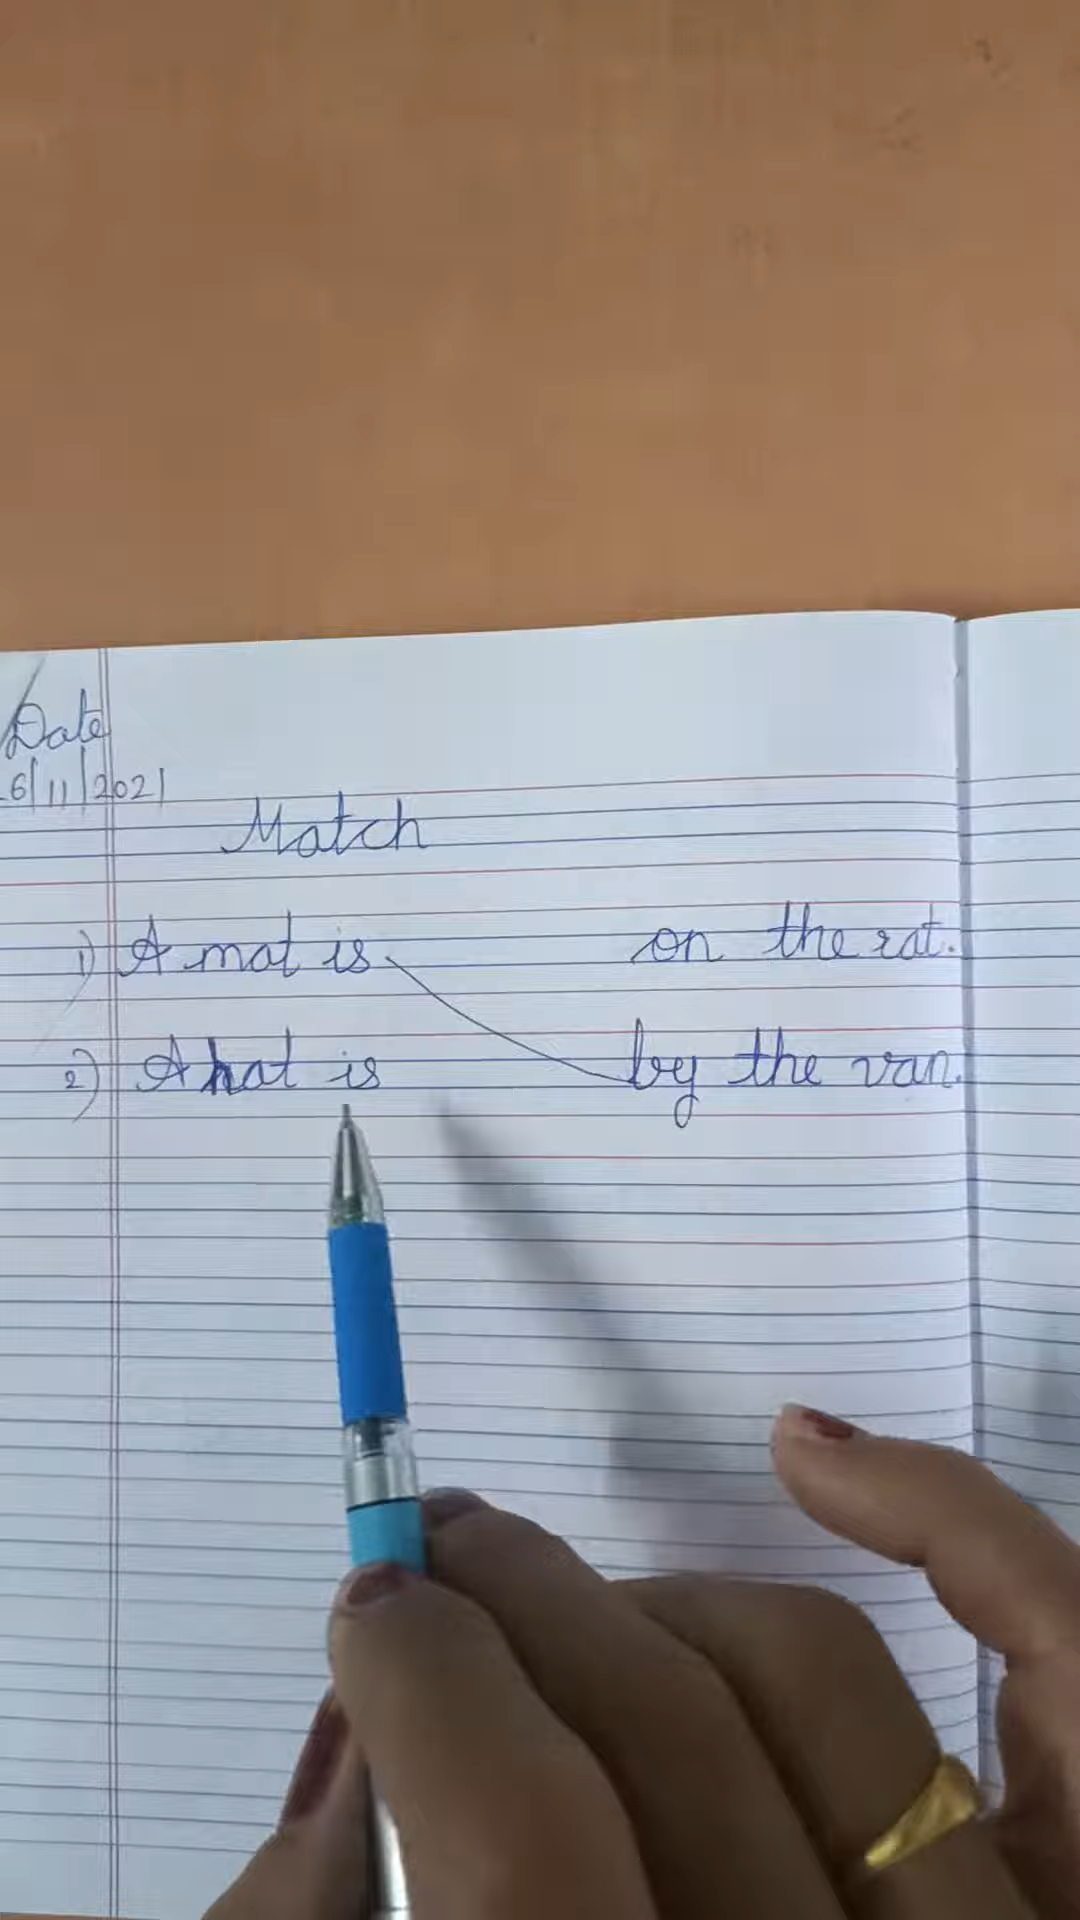 Date
6/11/2021
Match
1) A mat is on the rat.
2) A hat is by the van.